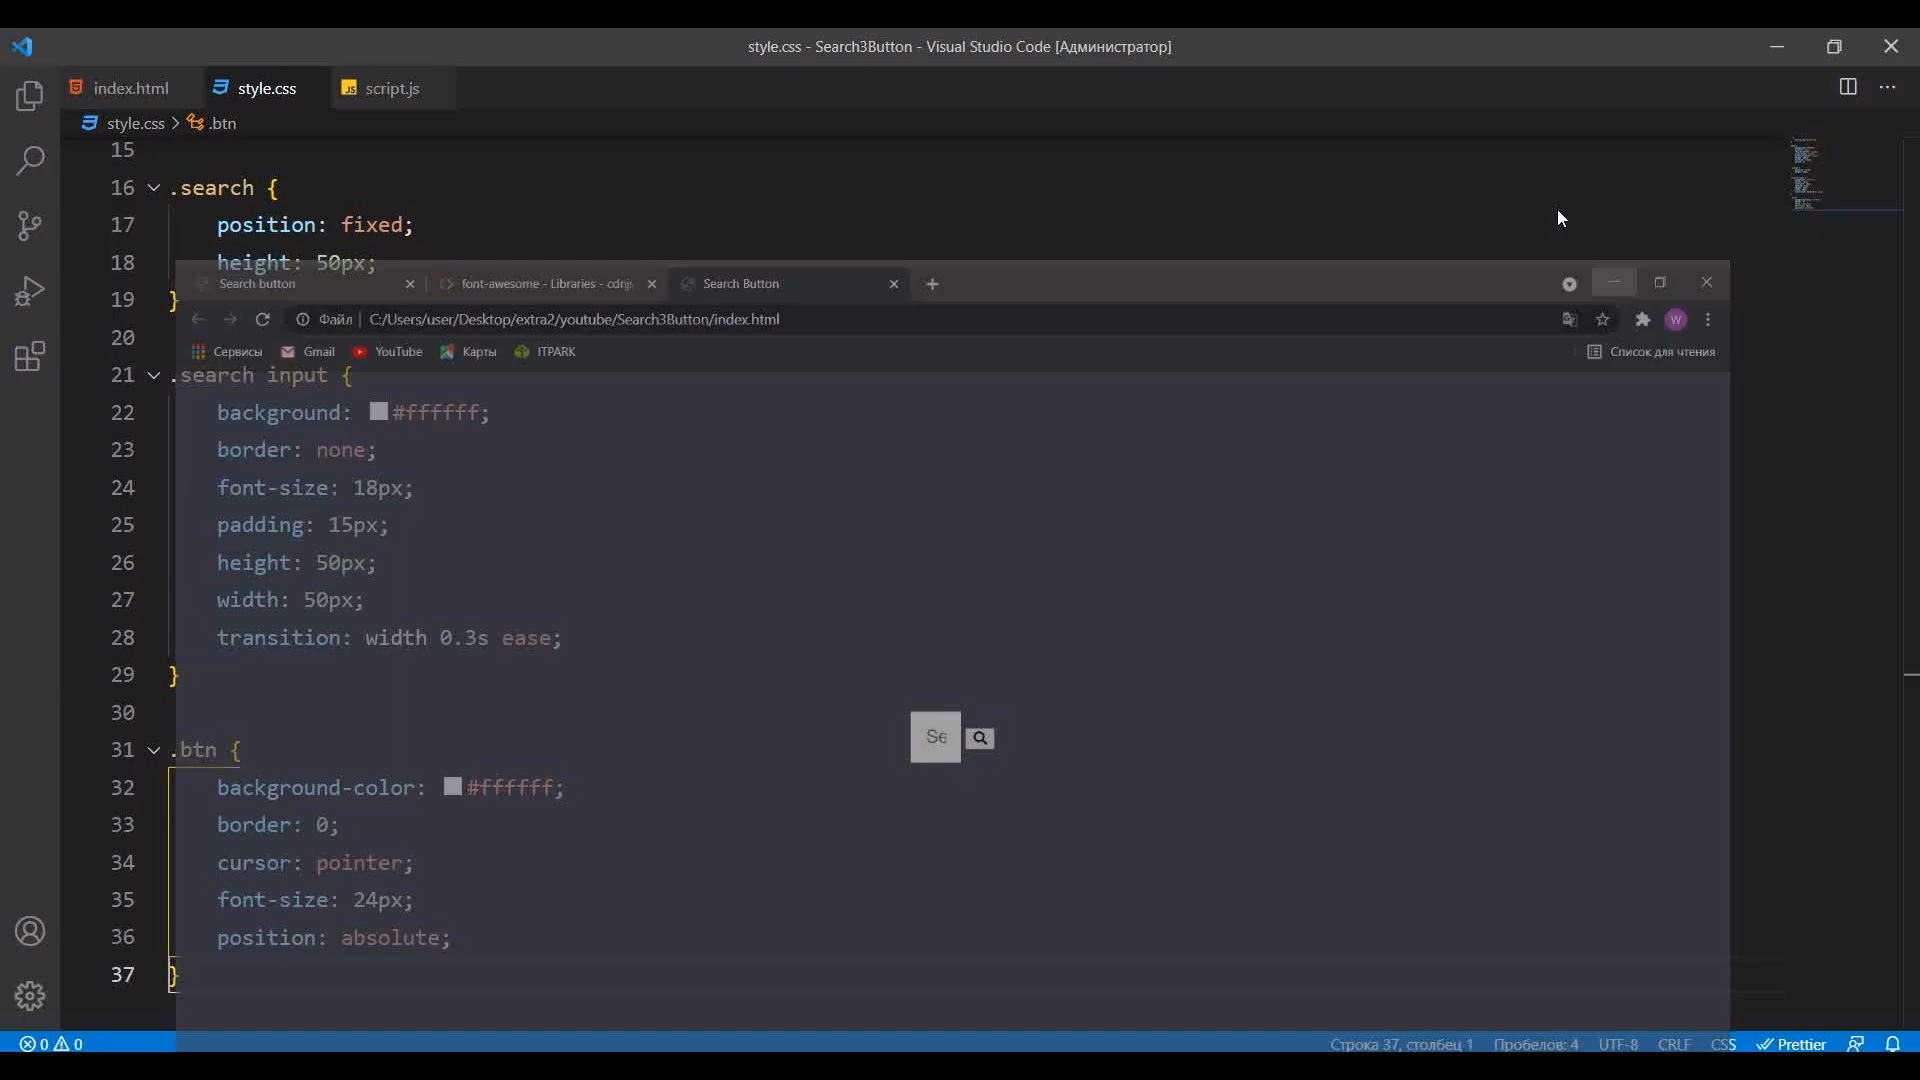 style.css - Search3Button - Visual Studio Code [Администратор]
index.html
style.css
JS script.js
style.css > .btn
15
16 .search {
17 position: fixed;
18 height: 50px;
Search button
font-awesome - Libraries - cdnjs
Search Button
19 }
Файл | C:/Users/user/Desktop/extra2/youtube/Search3Button/index.html
W
20
Сервисы
Gmail
YouTube
Карты
ITPARK
Список для чтения
21 .search input {
22 background: #ffffff;
23 border: none;
24 font-size: 18px;
25 padding: 15px;
26 height: 50px;
27 width: 50px;
28 transition: width 0.3s ease;
29 }
30
Se
31 .btn {
32 background-color: #ffffff;
33 border: 0;
34 cursor: pointer;
35 font-size: 24px;
36 position: absolute;
37 }
0 0
Строка 37, столбец 1
Пробелов: 4
UTF-8
CRLF
CSS
Prettier